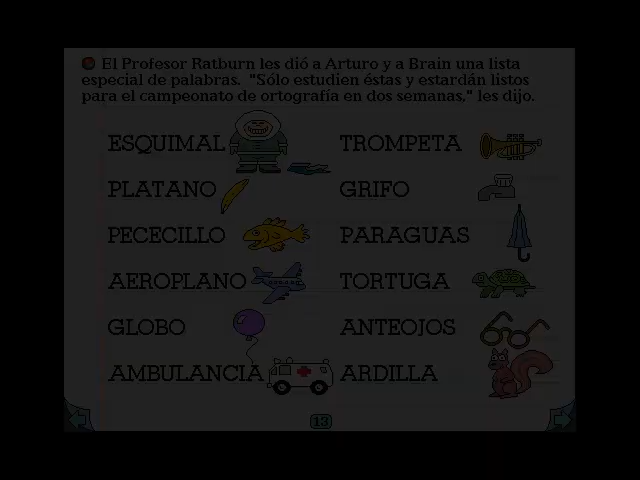 El Profesor Ratburn les dió a Arturo y a Brain una lista
especial de palabras. "Sólo estudien éstas y estardán listos
para el campeonato de ortografía en dos semanas," les dijo.
ESQUIMAL TROMPETA
PLATANO GRIFO
PECECILLO PARAGUAS
AEROPLANO TORTUGA
GLOBO ANTEOJOS
AMBULANCIA ARDILLA
13